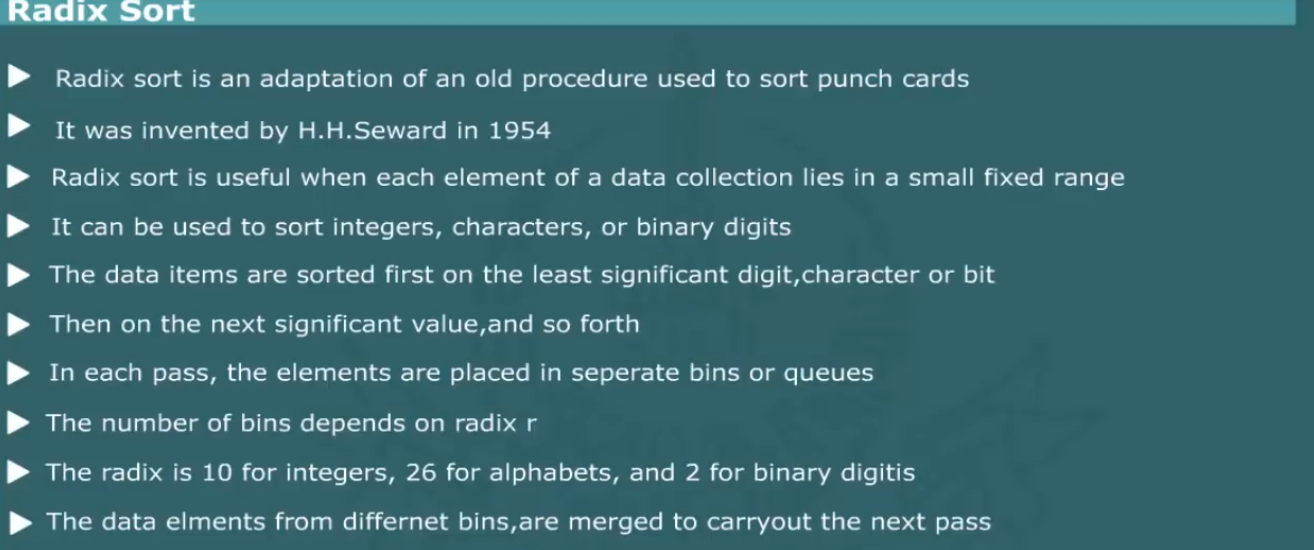 Radix Sort
Radix sort is an adaptation of an old procedure used to sort punch cards
It was invented by H.H.Seward in 1954
Radix sort is useful when each element of a data collection lies in a small fixed range
It can be used to sort integers, characters, or binary digits
The data items are sorted first on the least significant digit,character or bit
Then on the next significant value,and so forth
In each pass, the elements are placed in seperate bins or queues
The number of bins depends on radix r
The radix is 10 for integers, 26 for alphabets, and 2 for binary digitis
The data elments from differnet bins,are merged to carryout the next pass